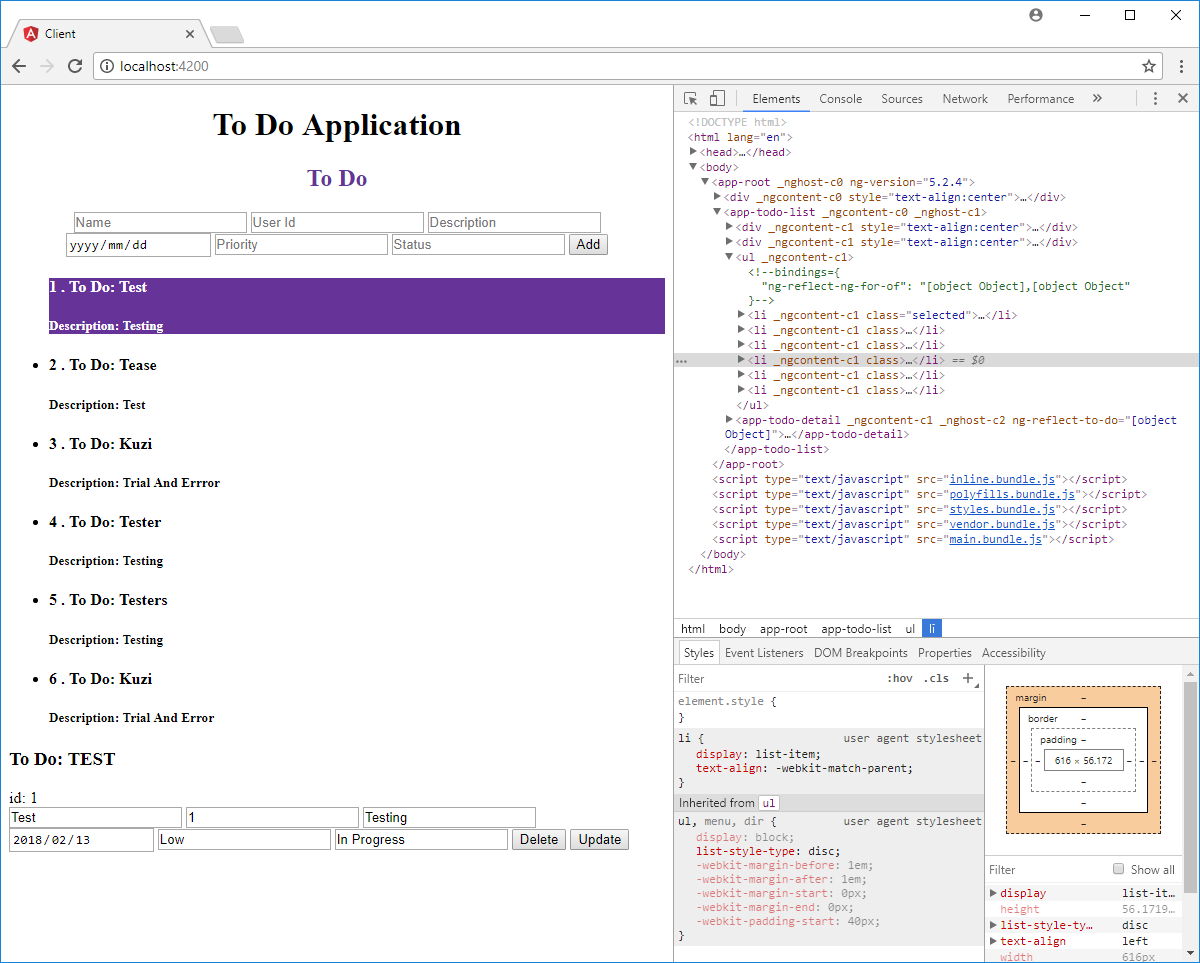 Client
localhost:4200
To Do Application
To Do
Name User Id Description
yyyy/mm/dd Priority Status Add
1 . To Do: Test
Description: Testing
2 . To Do: Tease
Description: Test
3 . To Do: Kuzi
Description: Trial And Errror
4 . To Do: Tester
Description: Testing
5 . To Do: Testers
Description: Testing
6 . To Do: Kuzi
Description: Trial And Error
To Do: TEST
id: 1
Test 1 Testing
2018/02/13 Low In Progress Delete Update
Elements Console Sources Network Performance »
<!DOCTYPE html>
<html lang="en">
<head>…</head>
<body>
<app-root _nghost-c0 ng-version="5.2.4">
<div _ngcontent-c0 style="text-align:center">…</div>
<app-todo-list _ngcontent-c0 _nghost-c1>
<div _ngcontent-c1 style="text-align:center">…</div>
<div _ngcontent-c1 style="text-align:center">…</div>
<ul _ngcontent-c1>
<!--bindings={
"ng-reflect-ng-for-of": "[object Object],[object Object"
}-->
<li _ngcontent-c1 class="selected">…</li>
<li _ngcontent-c1 class>…</li>
<li _ngcontent-c1 class>…</li>
… <li _ngcontent-c1 class>…</li> == $0
<li _ngcontent-c1 class>…</li>
<li _ngcontent-c1 class>…</li>
</ul>
<app-todo-detail _ngcontent-c1 _nghost-c2 ng-reflect-to-do="[object
Object]">…</app-todo-detail>
</app-todo-list>
</app-root>
<script type="text/javascript" src="inline.bundle.js"></script>
<script type="text/javascript" src="polyfills.bundle.js"></script>
<script type="text/javascript" src="styles.bundle.js"></script>
<script type="text/javascript" src="vendor.bundle.js"></script>
<script type="text/javascript" src="main.bundle.js"></script>
</body>
</html>
html body app-root app-todo-list ul li
Styles Event Listeners DOM Breakpoints Properties Accessibility
Filter :hov .cls +
element.style {
}
li { user agent stylesheet
display: list-item;
text-align: -webkit-match-parent;
}
Inherited from ul
ul, menu, dir { user agent stylesheet
display: block;
list-style-type: disc;
-webkit-margin-before: 1em;
-webkit-margin-after: 1em;
-webkit-margin-start: 0px;
-webkit-margin-end: 0px;
-webkit-padding-start: 40px;
}
margin –
border –
padding –
– – – 616 × 56.172 – – –
–
–
–
Filter Show all
display list-it…
height 56.1719…
list-style-ty… disc
text-align left
width 616px